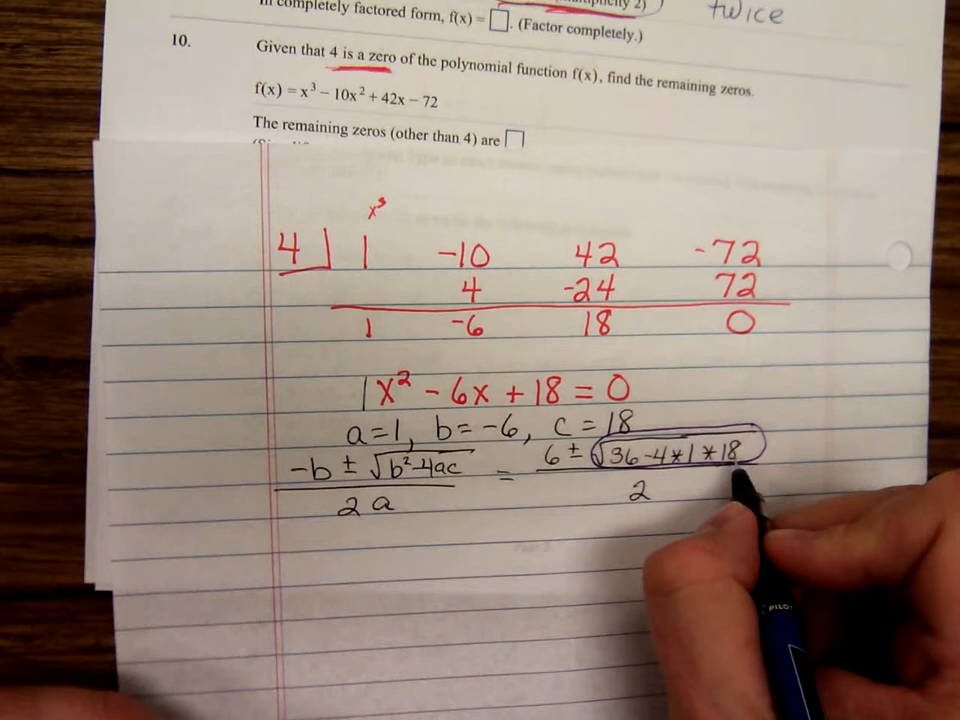 In completely factored form, f(x) = □. (Factor completely.)
twice
10.
Given that 4 is a zero of the polynomial function f(x), find the remaining zeros.
f(x) = x³ − 10x² + 42x − 72
The remaining zeros (other than 4) are □
x³
4 | 1 -10 42 -72
4 -24 72
1 -6 18 0
1x² - 6x + 18 = 0
a=1, b=-6, c=18
-b ± √b²-4ac / 2a = 6 ± √36-4*1*18 / 2
PILOT